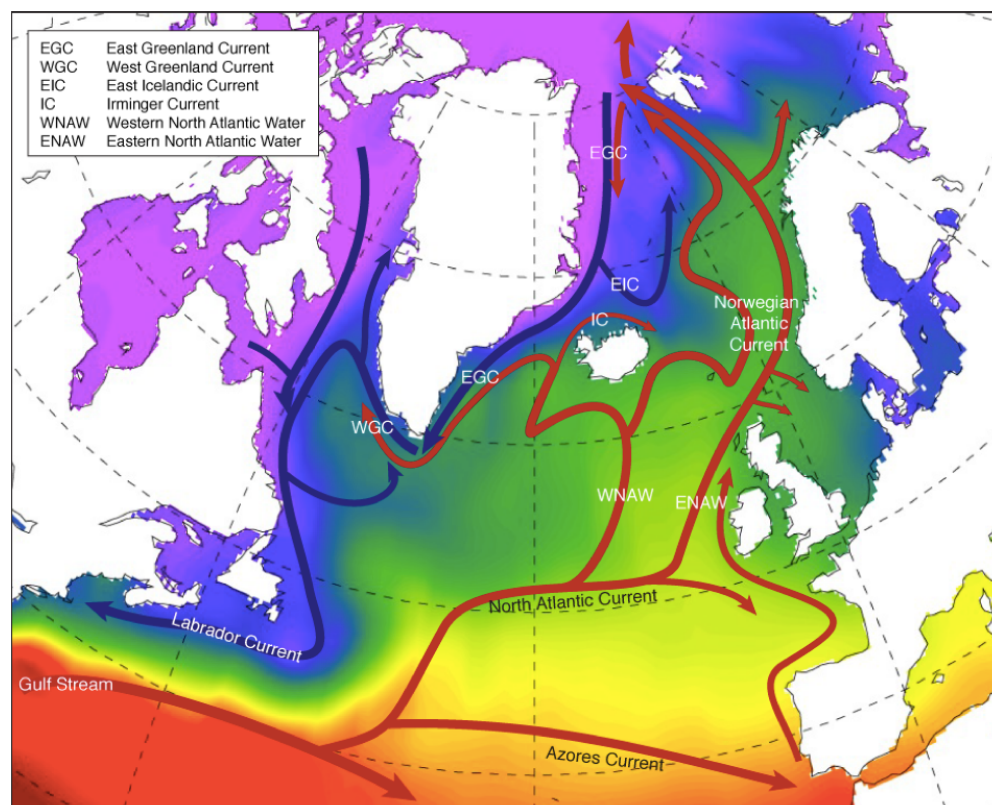 EGC East Greenland Current
WGC West Greenland Current
EIC East Icelandic Current
IC Irminger Current
WNAW Western North Atlantic Water
ENAW Eastern North Atlantic Water
EGC
EIC
IC
Norwegian
Atlantic
Current
EGC
WGC
WNAW
ENAW
North Atlantic Current
Labrador Current
Gulf Stream
Azores Current